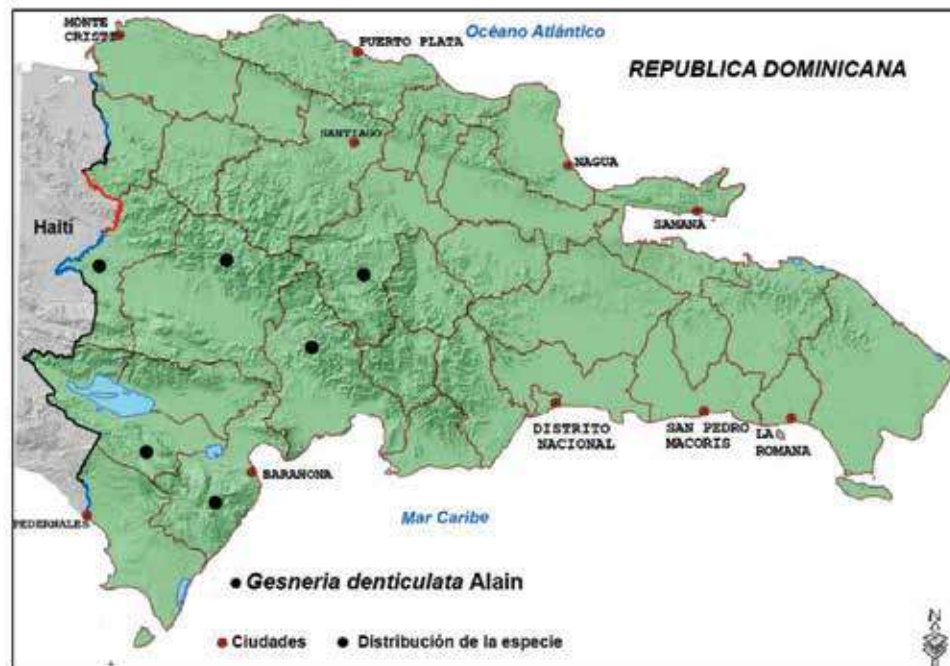 MONTE
CRISTI
PUERTO PLATA
Océano Atlántico
REPUBLICA DOMINICANA
SANTIAGO
NAGUA
SAMANA
Haití
DISTRITO
NACIONAL
SAN PEDRO
MACORIS
LA
ROMANA
BARAHONA
PEDERNALES
Mar Caribe
• Gesneria denticulata Alain
Ciudades
Distribución de la especie
N